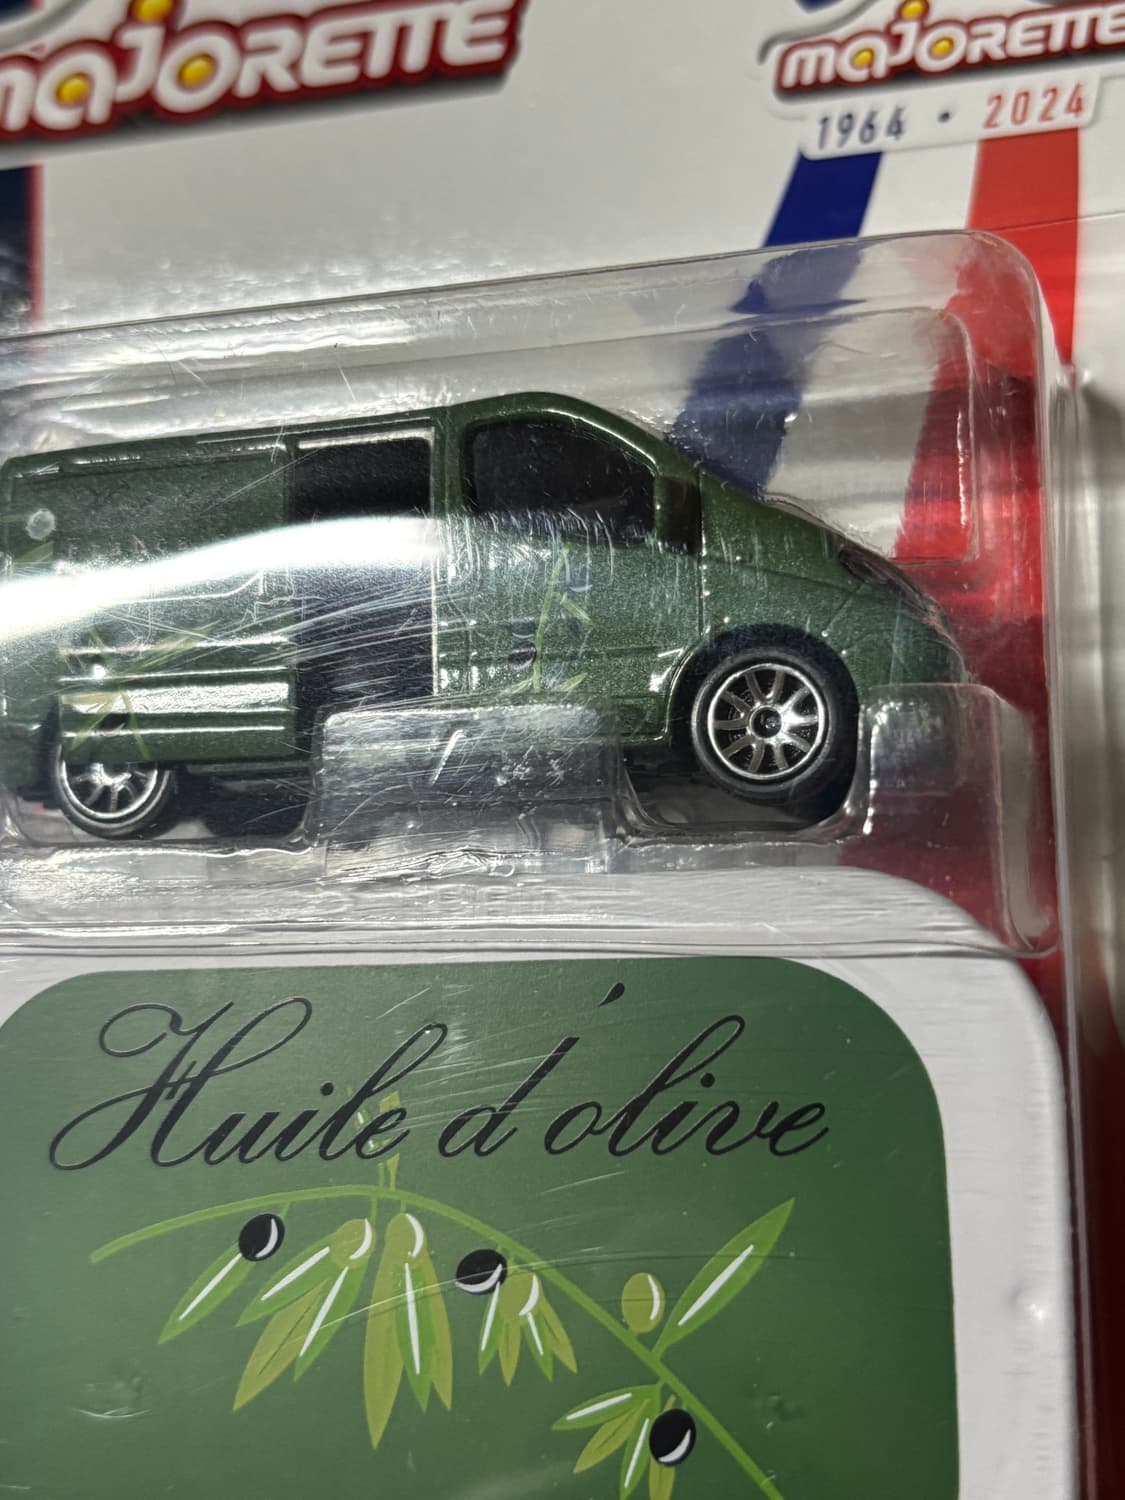 majorette
majorette
1964 • 2024
Huile d'olive